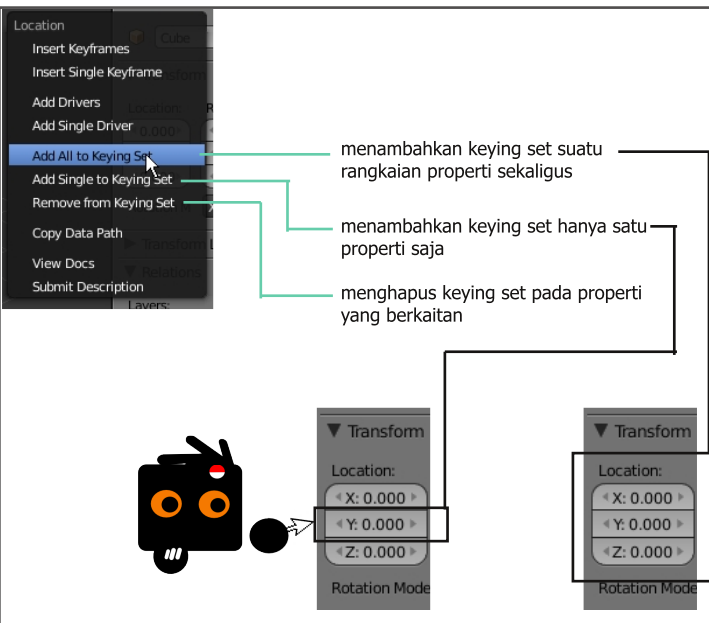 Location
Insert Keyframes
Insert Single Keyframe
Add Drivers
Add Single Driver
Add All to Keying Set
Add Single to Keying Set
Remove from Keying Set
Copy Data Path
View Docs
Submit Description
Cube
Transform
Location:
0.000
Transform L
Relations
Layers:
menambahkan keying set suatu
rangkaian properti sekaligus
menambahkan keying set hanya satu
properti saja
menghapus keying set pada properti
yang berkaitan
Transform
Location:
X: 0.000
Y: 0.000
Z: 0.000
Rotation Mode
Transform
Location:
X: 0.000
Y: 0.000
Z: 0.000
Rotation Mode